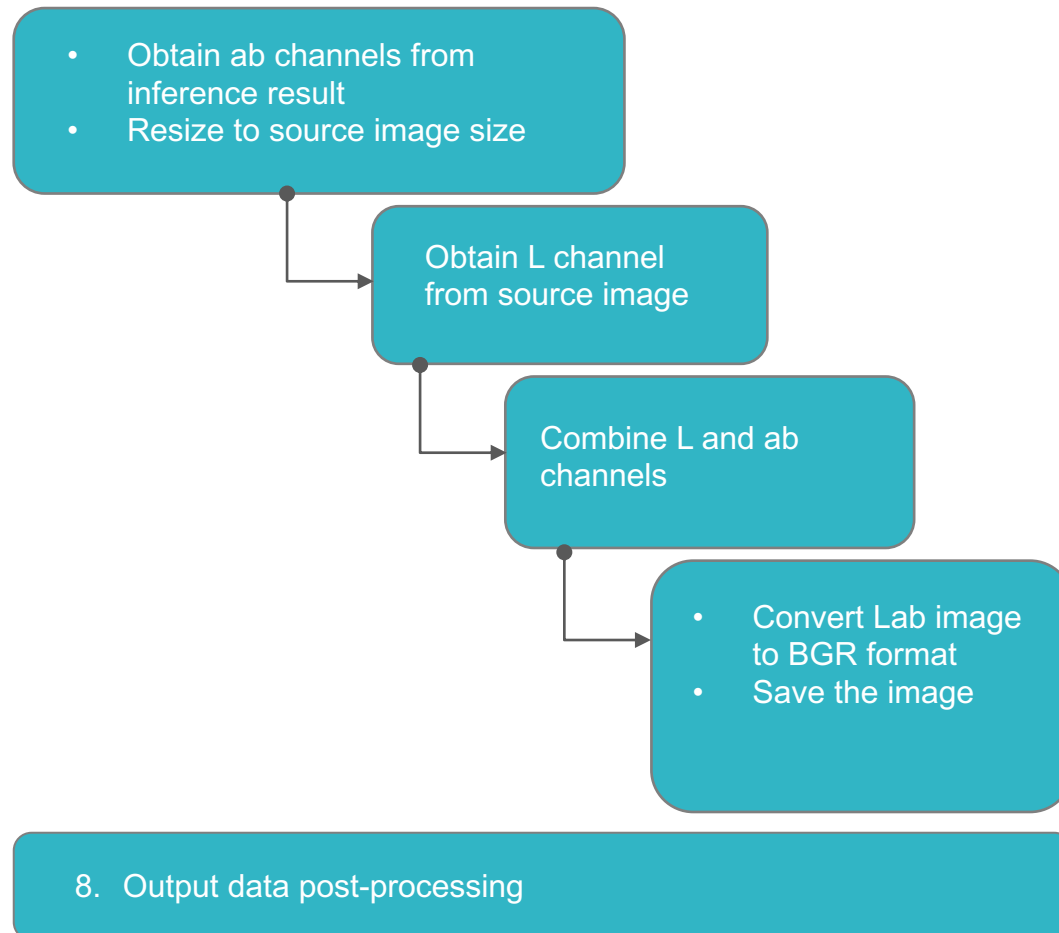 • Obtain ab channels from
inference result
• Resize to source image size
Obtain L channel
from source image
Combine L and ab
channels
• Convert Lab image
to BGR format
• Save the image
8. Output data post-processing